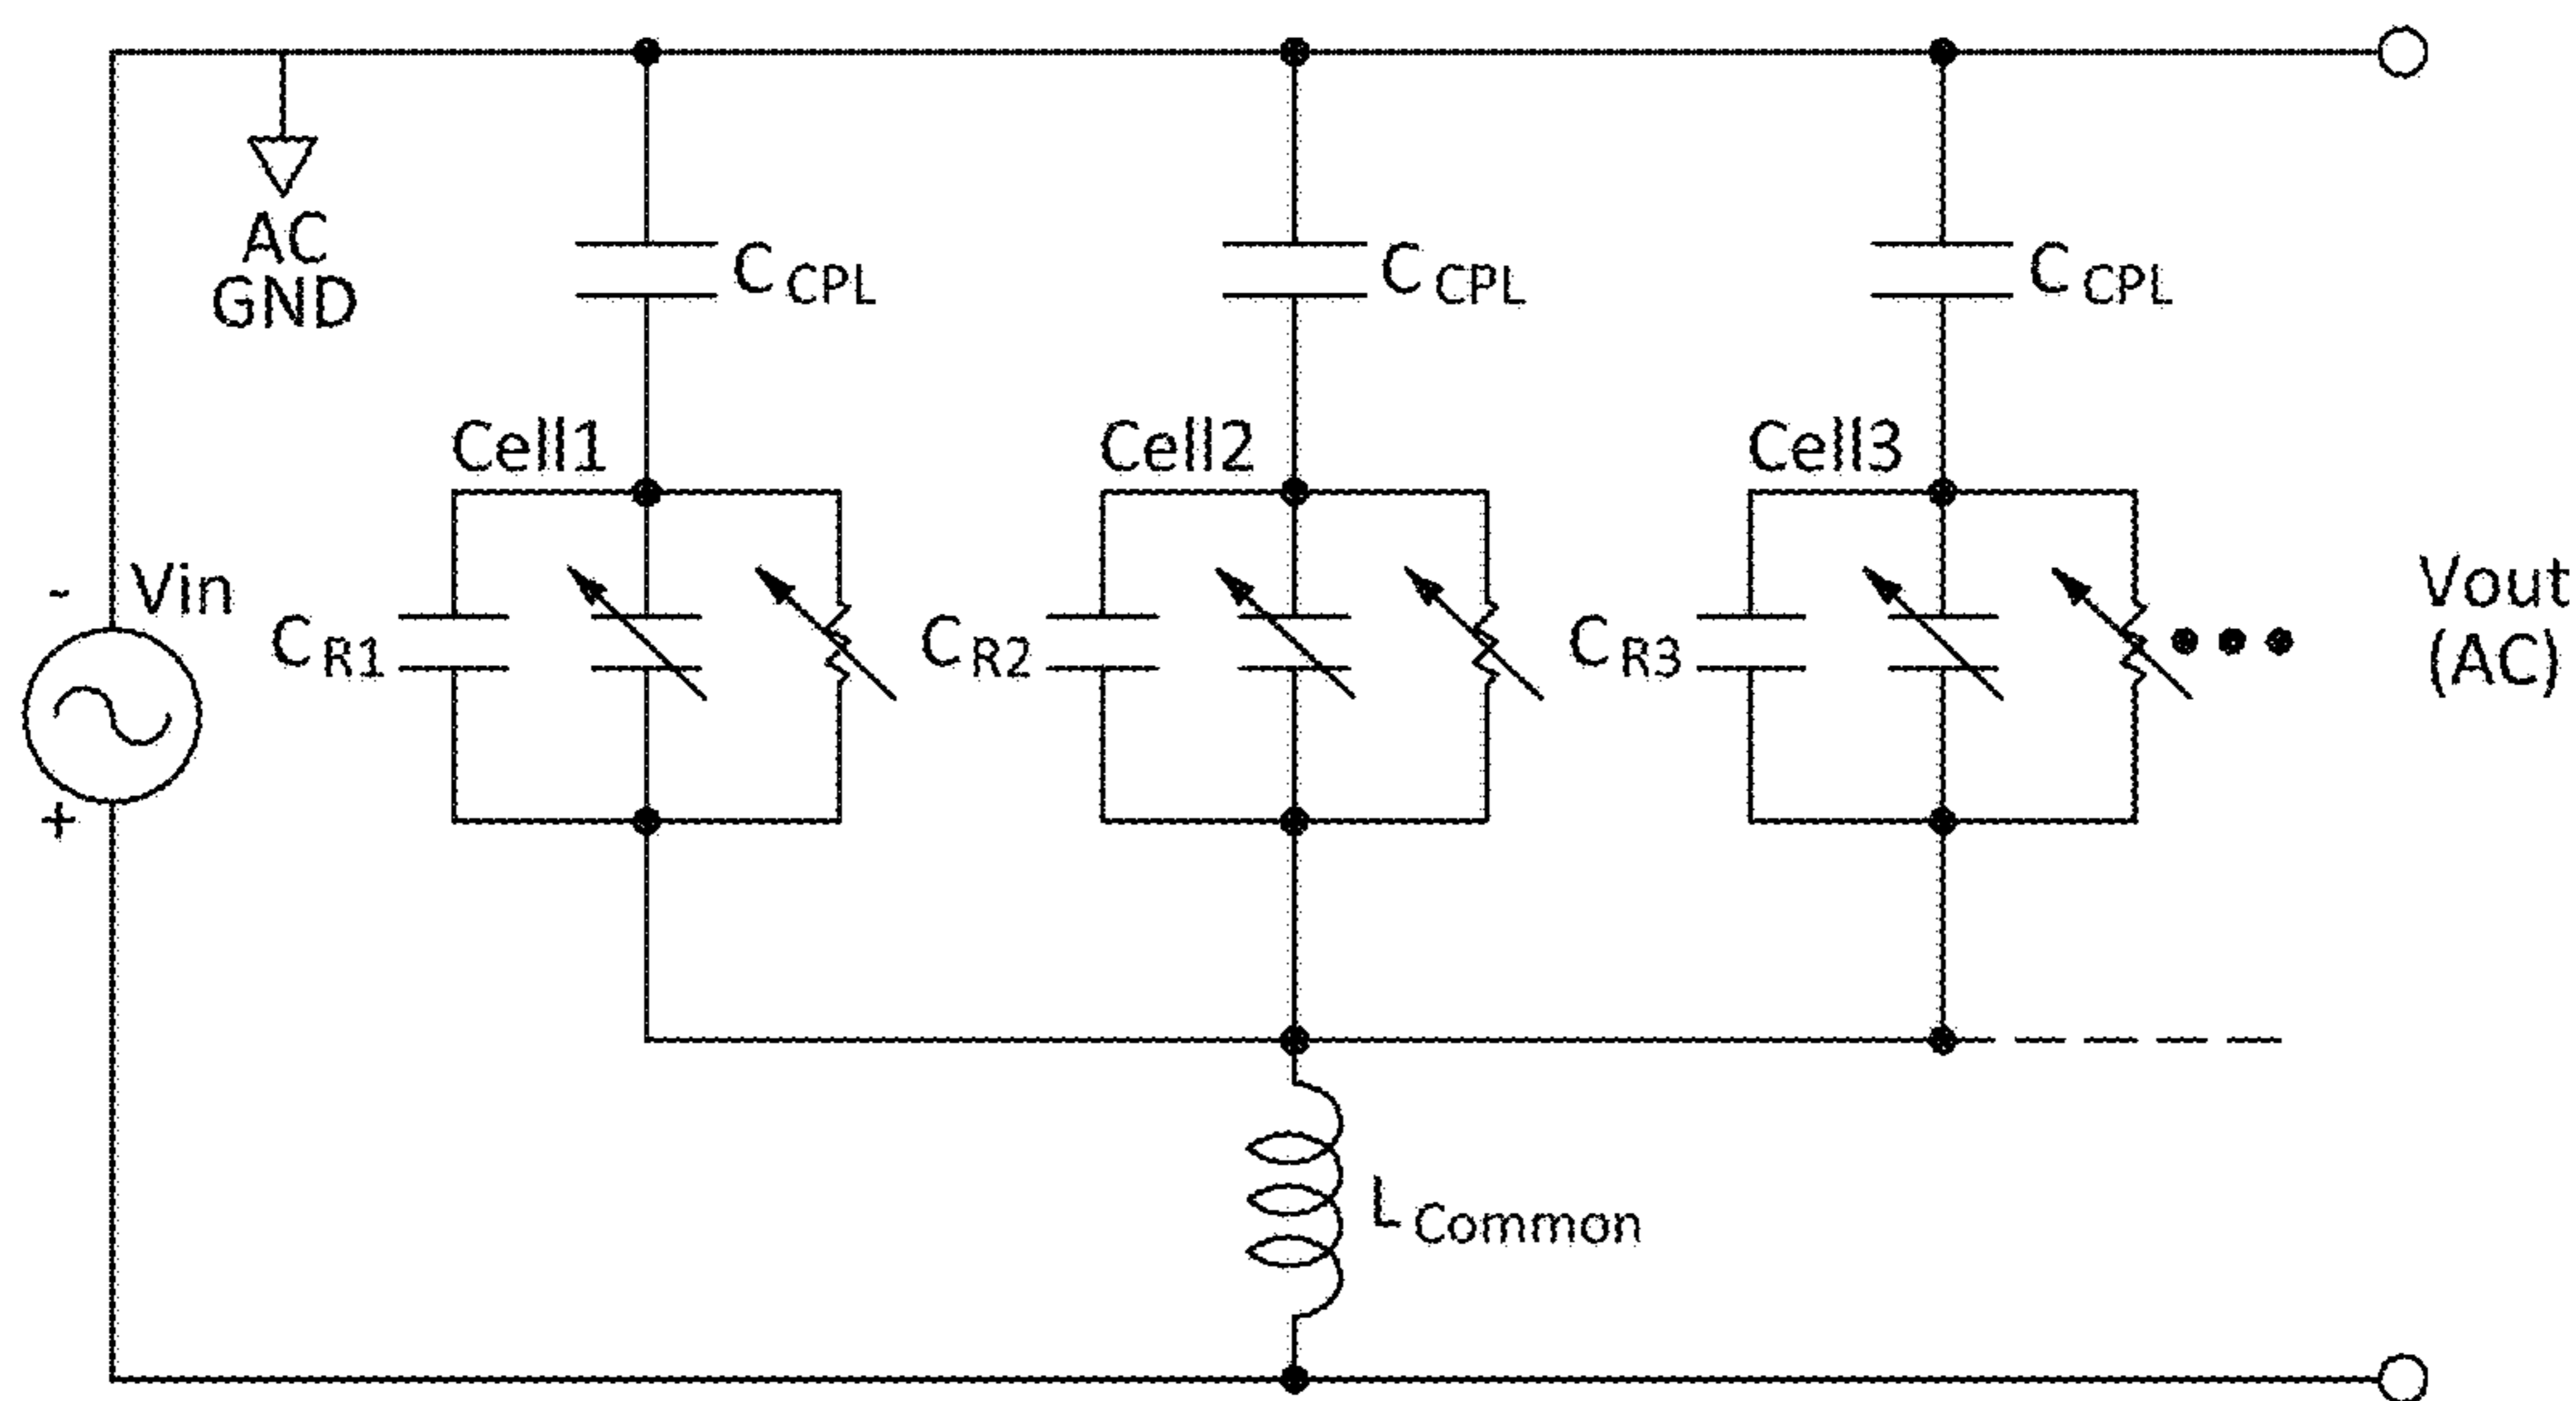 AC
GND
C CPL
C CPL
C CPL
Cell1
Cell2
Cell3
- Vin
+
C R1
C R2
C R3
Vout
(AC)
L Common